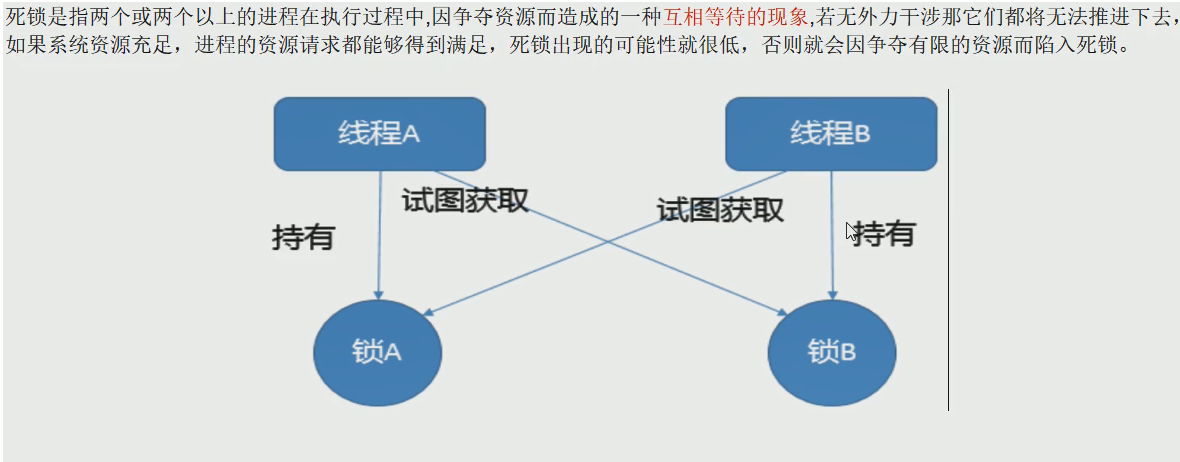 死锁是指两个或两个以上的进程在执行过程中,因争夺资源而造成的一种互相等待的现象,若无外力干涉那它们都将无法推进下去,
如果系统资源充足，进程的资源请求都能够得到满足，死锁出现的可能性就很低，否则就会因争夺有限的资源而陷入死锁。
线程A
线程B
试图获取
试图获取
持有
持有
锁A
锁B